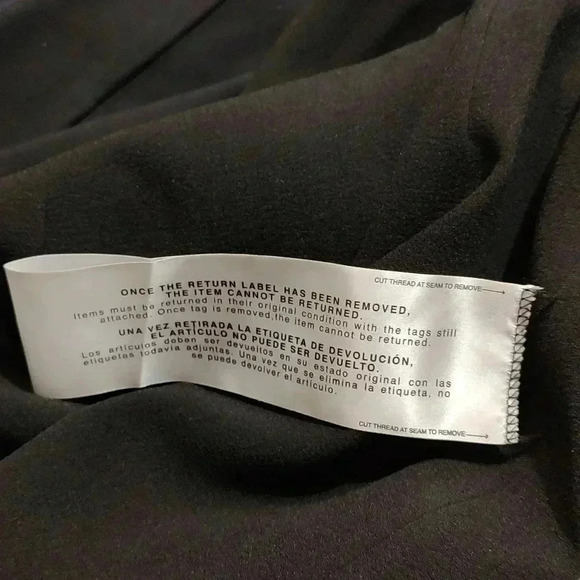 CUT THREAD AT SEAM TO REMOVE
ONCE THE RETURN LABEL HAS BEEN REMOVED,
THE ITEM CANNOT BE RETURNED.
Items must be returned in their original condition with the tags still
attached. Once tag is removed,the item cannot be returned.
UNA VEZ RETIRADA LA ETIQUETA DE DEVOLUCIÓN,
EL ARTÍCULO NO PUEDE SER DEVUELTO.
Los artículos deben ser devueltos en su estado original con las
etiquetas todavía adjuntas. Una vez que se elimina la etiqueta, no
se puede devolver el artículo.
CUT THREAD AT SEAM TO REMOVE